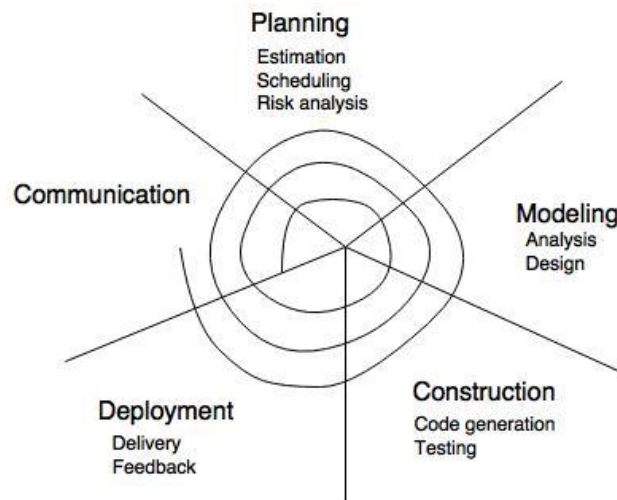 Planning
Estimation
Scheduling
Risk analysis
Communication
Modeling
Analysis
Design
Construction
Code generation
Testing
Deployment
Delivery
Feedback